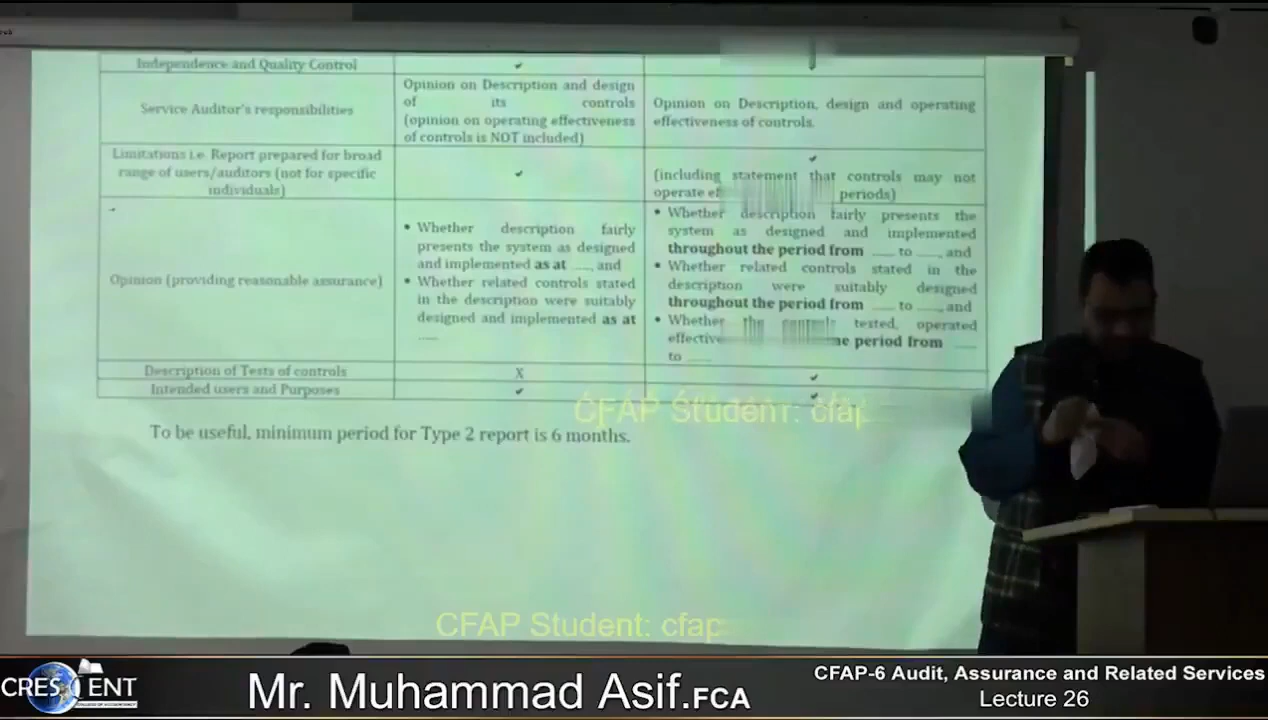 Independence and Quality Control ✓
Service Auditor's responsibilities
Opinion on Description and design
of its controls
(opinion on operating effectiveness
of controls is NOT included)
Opinion on Description, design and operating
effectiveness of controls.
Limitations i.e. Report prepared for broad
range of users/auditors (not for specific
individuals)
✓
✓
(including statement that controls may not
operate periods)
Opinion (providing reasonable assurance)
• Whether description fairly
presents the system as designed
and implemented as at ....., and
• Whether related controls stated
in the description were suitably
designed and implemented as at
.....
• Whether description fairly presents the
system as designed and implemented
throughout the period from ..... to ....., and
• Whether related controls stated in the
description were suitably designed
throughout the period from ..... to ....., and
• Whether the controls tested, operated
period from .....
to .....
Description of Tests of controls X ✓
Intended users and Purposes ✓ ✓
CFAP Student:
To be useful, minimum period for Type 2 report is 6 months.
CFAP Student: cfap
CRESCENT
COLLEGE OF ACCOUNTANCY
Mr. Muhammad Asif.FCA
CFAP-6 Audit, Assurance and Related Services
Lecture 26